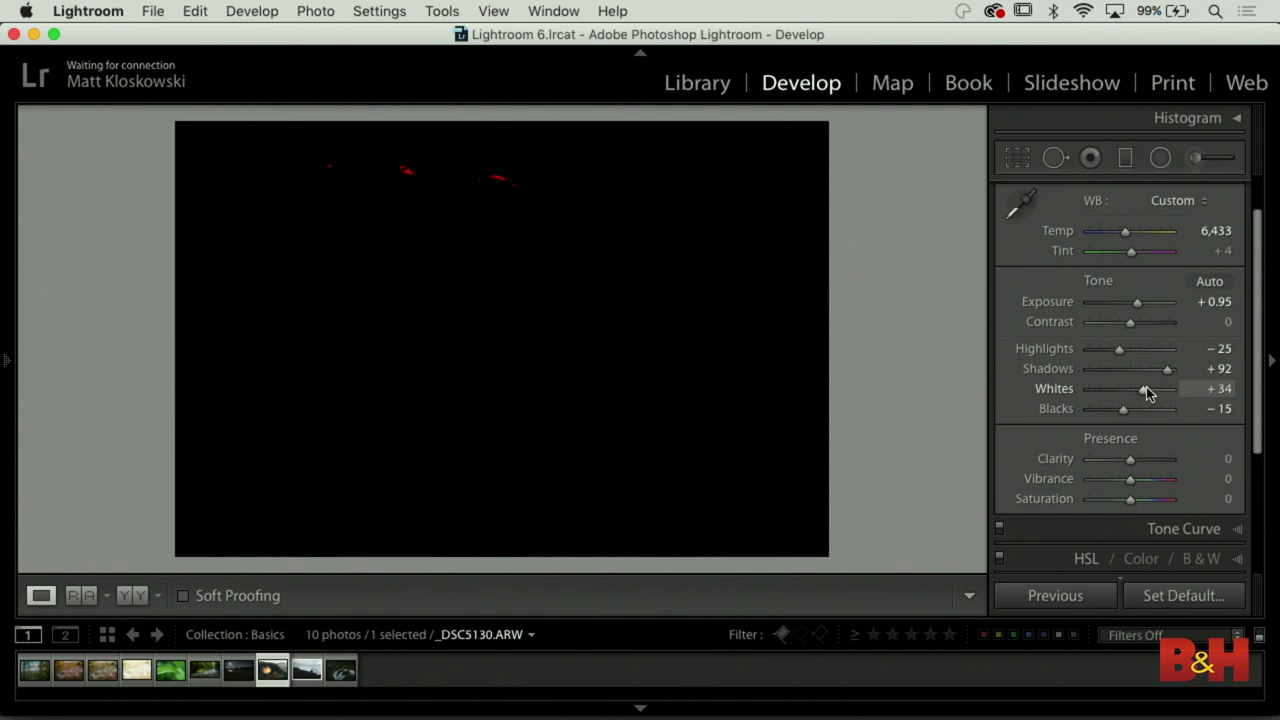 Lightroom File Edit Develop Photo Settings Tools View Window Help 99%
Lr Lightroom 6.lrcat - Adobe Photoshop Lightroom - Develop
Lr
Waiting for connection
Matt Kloskowski
Library | Develop | Map | Book | Slideshow | Print | Web
Histogram
WB : Custom
Temp 6,433
Tint + 4
Tone Auto
Exposure + 0.95
Contrast 0
Highlights − 25
Shadows + 92
Whites + 34
Blacks − 15
Presence
Clarity 0
Vibrance 0
Saturation 0
Tone Curve
HSL / Color / B & W
R A Y Y Soft Proofing
Previous Set Default...
1 2 Collection : Basics 10 photos / 1 selected / _DSC5130.ARW Filter : ≥ Filters Off
B&H